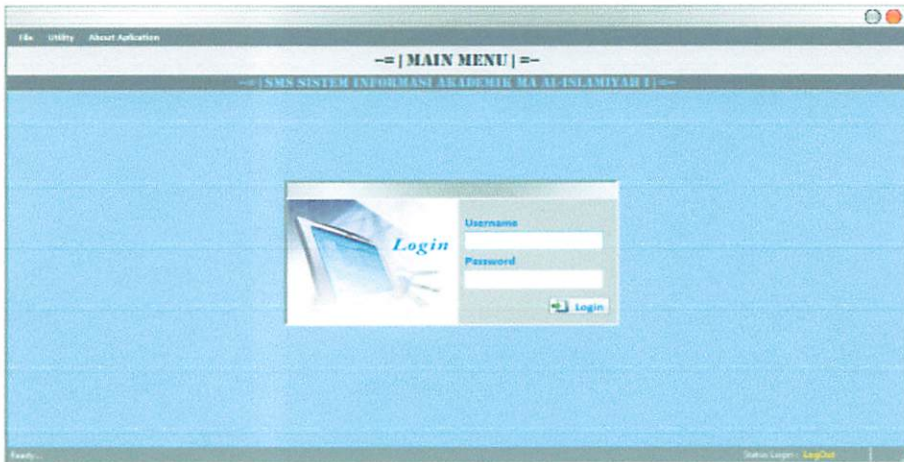 File Utility About Aplication
-=| MAIN MENU |=-
-=| SMS SISTEM INFORMASI AKADEMIK MA AL-ISLAMIYAH I |=-
Login
Username
Password
Login
Ready...
Status Login : LogOut